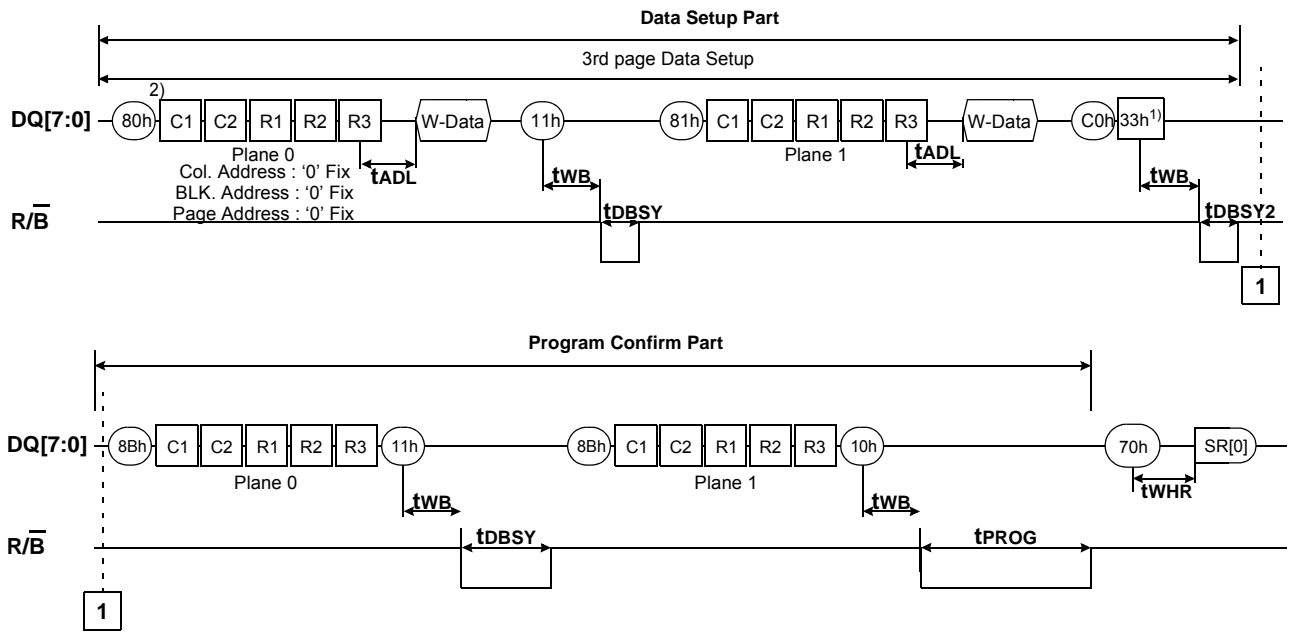 Data Setup Part
3rd page Data Setup
2)
DQ[7:0] 80h C1 C2 R1 R2 R3 W-Data 11h 81h C1 C2 R1 R2 R3 W-Data C0h 33h1)
Plane 0 Plane 1
Col. Address : ‘0’ Fix tADL tWB tADL tWB
BLK. Address : ‘0’ Fix
Page Address : ‘0’ Fix tDBSY tDBSY2
R/B
1
Program Confirm Part
DQ[7:0] 8Bh C1 C2 R1 R2 R3 11h 8Bh C1 C2 R1 R2 R3 10h 70h SR[0]
Plane 0 Plane 1
tWB tWB tWHR
R/B tDBSY tPROG
1